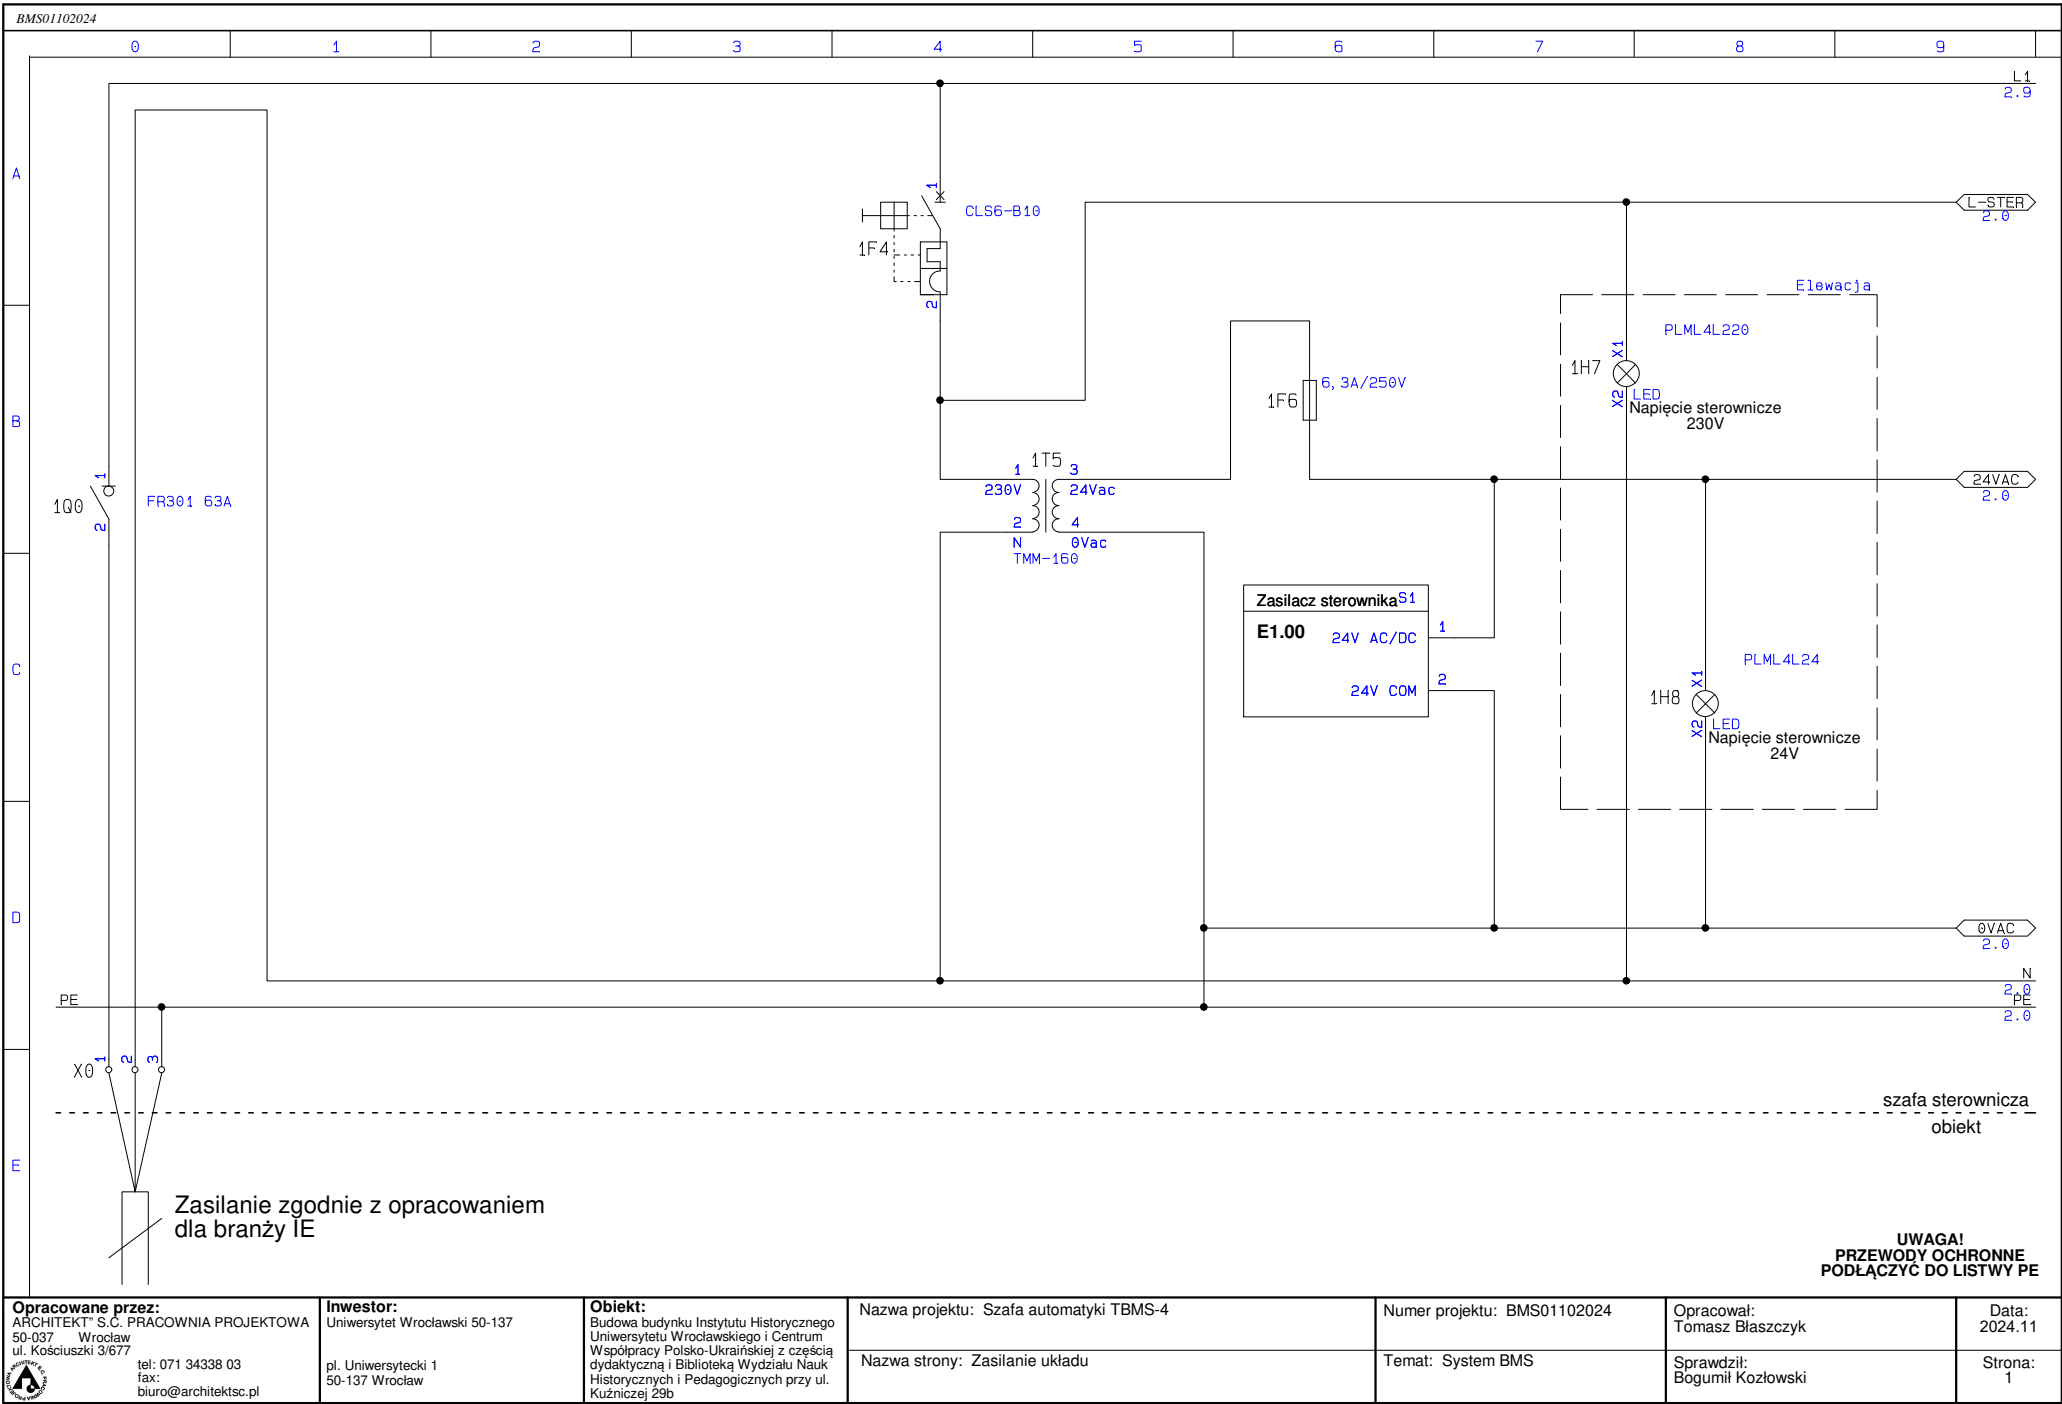 BMS01102024
0 1 2 3 4 5 6 7 8 9
L1
2.9
A
1
CLS6-B10
L-STER
2.0
1F4
2
Elewacja
PLML4L220
X1
1H7
X2
LED
Napięcie sterownicze
230V
6,3A/250V
1F6
B
1T5
1
3
230V
24Vac
2
4
N
0Vac
TMM-160
24VAC
2.0
1
1Q0
FR301 63A
2
Zasilacz sterownika S1
E1.00
24V AC/DC
1
24V COM
2
C
PLML4L24
X1
1H8
X2
LED
Napięcie sterownicze
24V
D
0VAC
2.0
N
2.0
PE
PE
2.0
X0
1
2
3
szafa sterownicza
obiekt
E
Zasilanie zgodnie z opracowaniem
dla branży IE
UWAGA!
PRZEWODY OCHRONNE
PODŁĄCZYĆ DO LISTWY PE
Opracowane przez:
ARCHITEKT" S.C. PRACOWNIA PROJEKTOWA
50-037 Wrocław
ul. Kościuszki 3/677
tel: 071 34338 03
fax:
biuro@architektsc.pl
Inwestor:
Uniwersytet Wrocławski 50-137
pl. Uniwersytecki 1
50-137 Wrocław
Obiekt:
Budowa budynku Instytutu Historycznego
Uniwersytetu Wrocławskiego i Centrum
Współpracy Polsko-Ukraińskiej z częścią
dydaktyczną i Biblioteką Wydziału Nauk
Historycznych i Pedagogicznych przy ul.
Kuźniczej 29b
Nazwa projektu: Szafa automatyki TBMS-4
Nazwa strony: Zasilanie układu
Numer projektu: BMS01102024
Temat: System BMS
Opracował:
Tomasz Błaszczyk
Sprawdził:
Bogumił Kozłowski
Data:
2024.11
Strona:
1